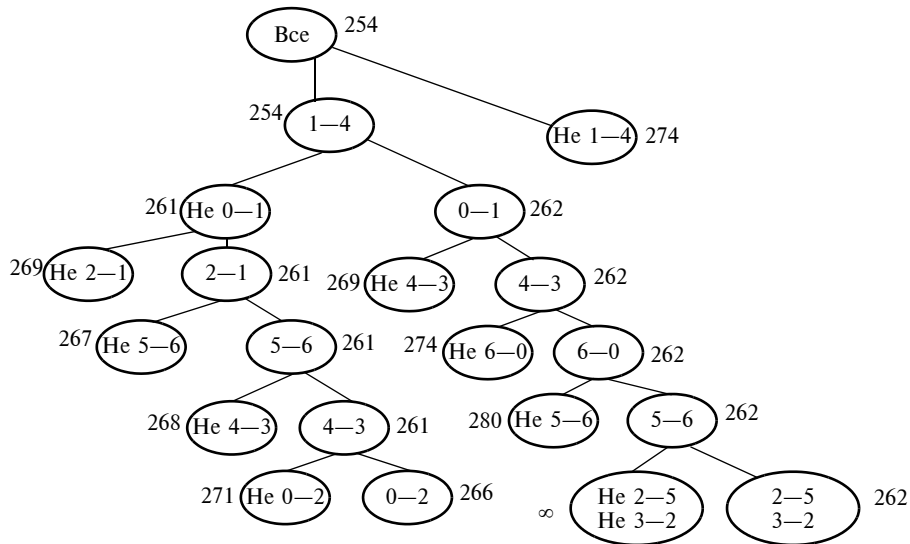 Все 254
254 1—4
Не 1—4 274
261 Не 0—1
0—1 262
269 Не 2—1
2—1 261
269 Не 4—3
4—3 262
267 Не 5—6
5—6 261
274 Не 6—0
6—0 262
268 Не 4—3
4—3 261
280 Не 5—6
5—6 262
271 Не 0—2
0—2 266
∞ Не 2—5
Не 3—2
2—5 262
3—2